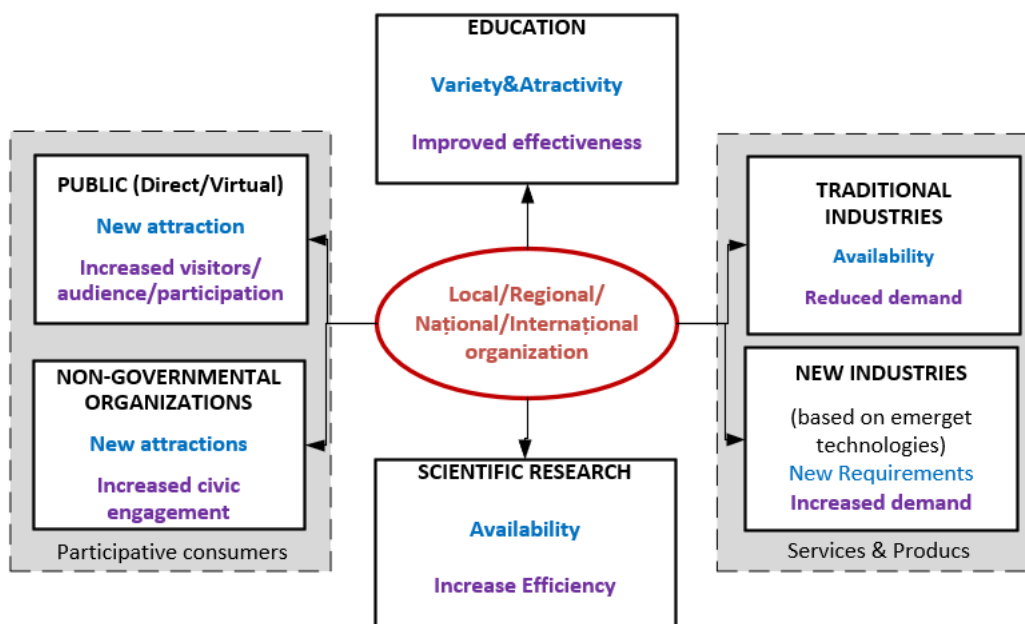 EDUCATION
Variety&Atractivity
Improved effectiveness
PUBLIC (Direct/Virtual)
New attraction
Increased visitors/
audience/participation
NON-GOVERNMENTAL
ORGANIZATIONS
New attractions
Increased civic
engagement
Participative consumers
Local/Regional/
Național/Internațional
organization
SCIENTIFIC RESEARCH
Availability
Increase Efficiency
TRADITIONAL
INDUSTRIES
Availability
Reduced demand
NEW INDUSTRIES
(based on emerget
technologies)
New Requirements
Increased demand
Services & Producs